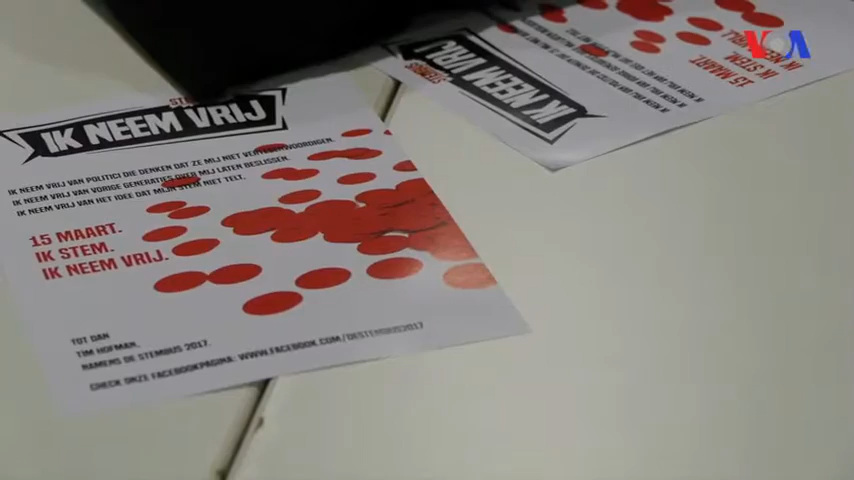 VOA
IK NEEM VRIJ
IK NEEM VRIJ VAN POLITICI DIE DENKEN DAT ZE MIJ NIET VERTEGENWOORDIGEN.
IK NEEM VRIJ VAN VORIGE GENERATIES OVER MIJ LATEN BESLISSEN.
IK NEEM VRIJ VAN HET IDEE DAT MIJN STEM NIET TELT.
15 MAART.
IK STEM.
IK NEEM VRIJ.
TOT DAN
TIM HOFMAN,
NAMENS DE STEMBUS 2017.
CHECK ONZE FACEBOOKPAGINA: WWW.FACEBOOK.COM/DESTEMBUS2017
IK NEEM VRIJ
15 MAART.
IK STEM.
IK NEEM VRIJ.